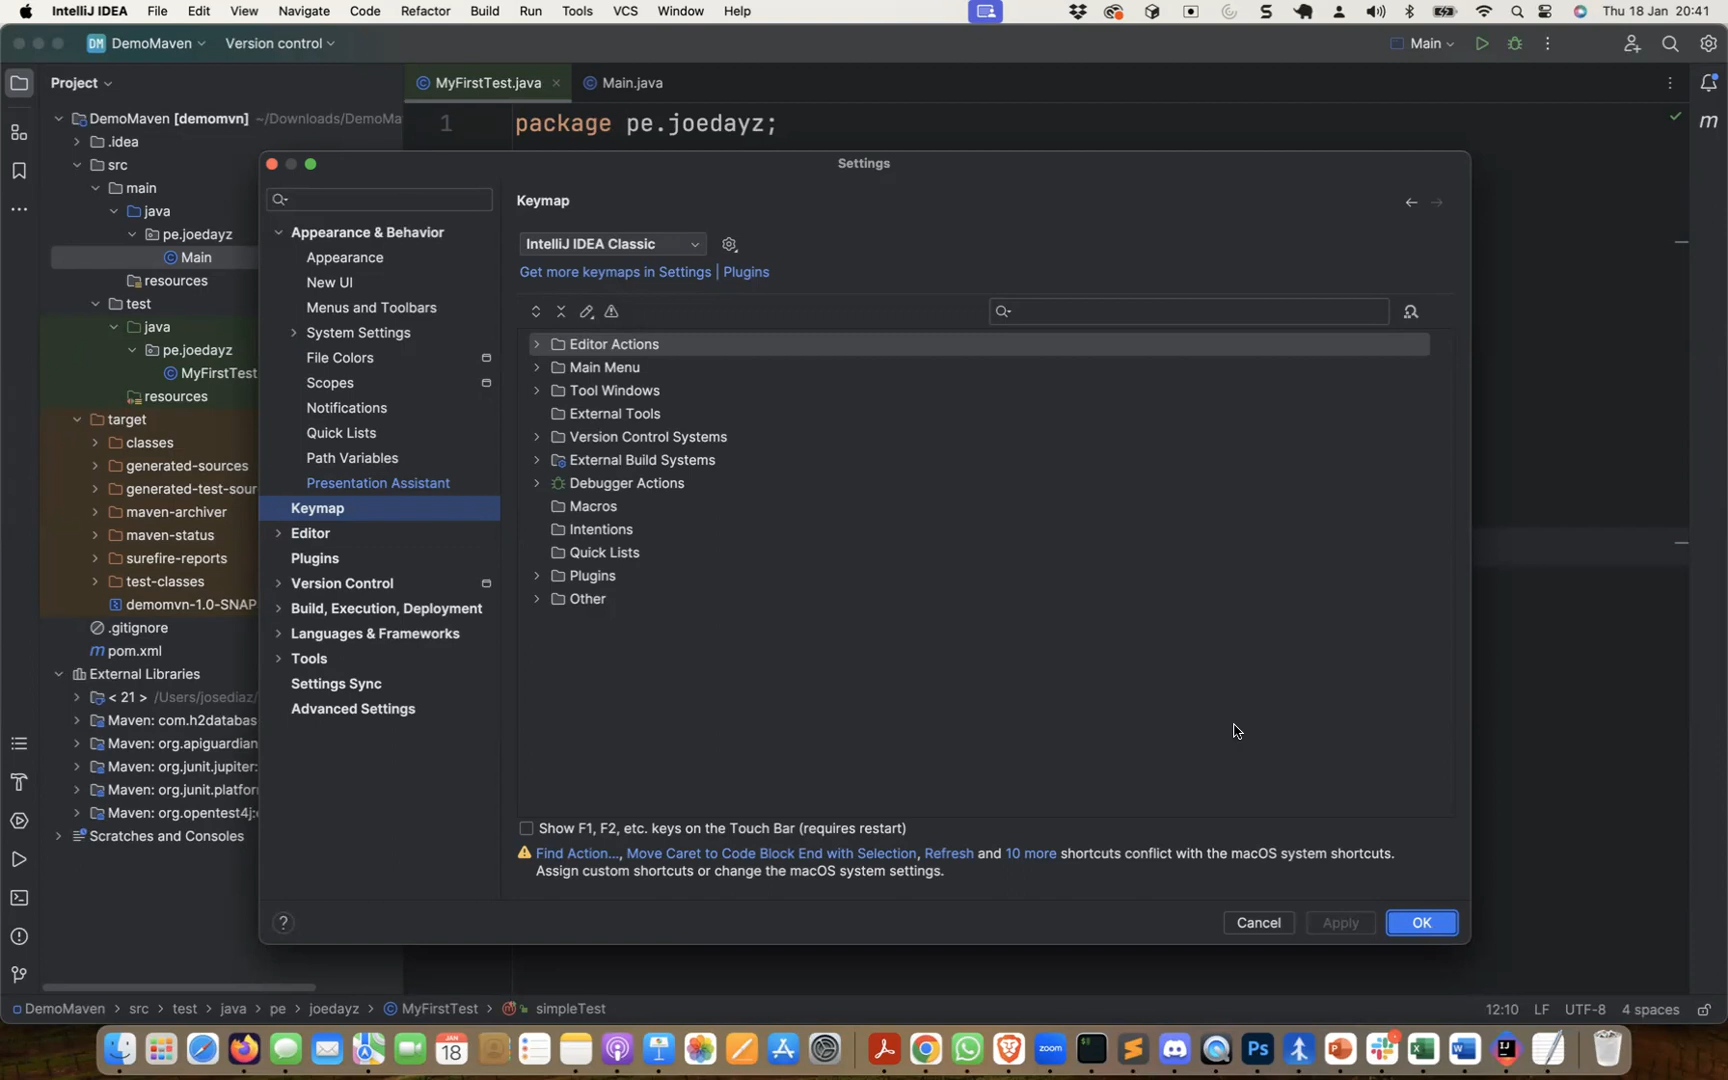 IntelliJ IDEA File Edit View Navigate Code Refactor Build Run Tools VCS Window Help Thu 18 Jan 20:41
DM DemoMaven Version control Main
Project MyFirstTest.java Main.java
DemoMaven [demomvn] ~/Downloads/DemoMa
1 package pe.joedayz;
.idea
src
main
java
pe.joedayz
Main
resources
test
java
pe.joedayz
MyFirstTest
resources
target
classes
generated-sources
generated-test-sour
maven-archiver
maven-status
surefire-reports
test-classes
demomvn-1.0-SNAP
.gitignore
pom.xml
External Libraries
< 21 > /Users/josediaz/
Maven: com.h2databas
Maven: org.apiguardian
Maven: org.junit.jupiter:
Maven: org.junit.platfor
Maven: org.opentest4j:
Scratches and Consoles
Settings
Appearance & Behavior
Appearance
New UI
Menus and Toolbars
System Settings
File Colors
Scopes
Notifications
Quick Lists
Path Variables
Presentation Assistant
Keymap
Editor
Plugins
Version Control
Build, Execution, Deployment
Languages & Frameworks
Tools
Settings Sync
Advanced Settings
Keymap
IntelliJ IDEA Classic
Get more keymaps in Settings | Plugins
Editor Actions
Main Menu
Tool Windows
External Tools
Version Control Systems
External Build Systems
Debugger Actions
Macros
Intentions
Quick Lists
Plugins
Other
Show F1, F2, etc. keys on the Touch Bar (requires restart)
Find Action..., Move Caret to Code Block End with Selection, Refresh and 10 more shortcuts conflict with the macOS system shortcuts.
Assign custom shortcuts or change the macOS system settings.
? Cancel Apply OK
DemoMaven > src > test > java > pe > joedayz > MyFirstTest > simpleTest 12:10 LF UTF-8 4 spaces
JAN
18
zoom
Ps
IJ